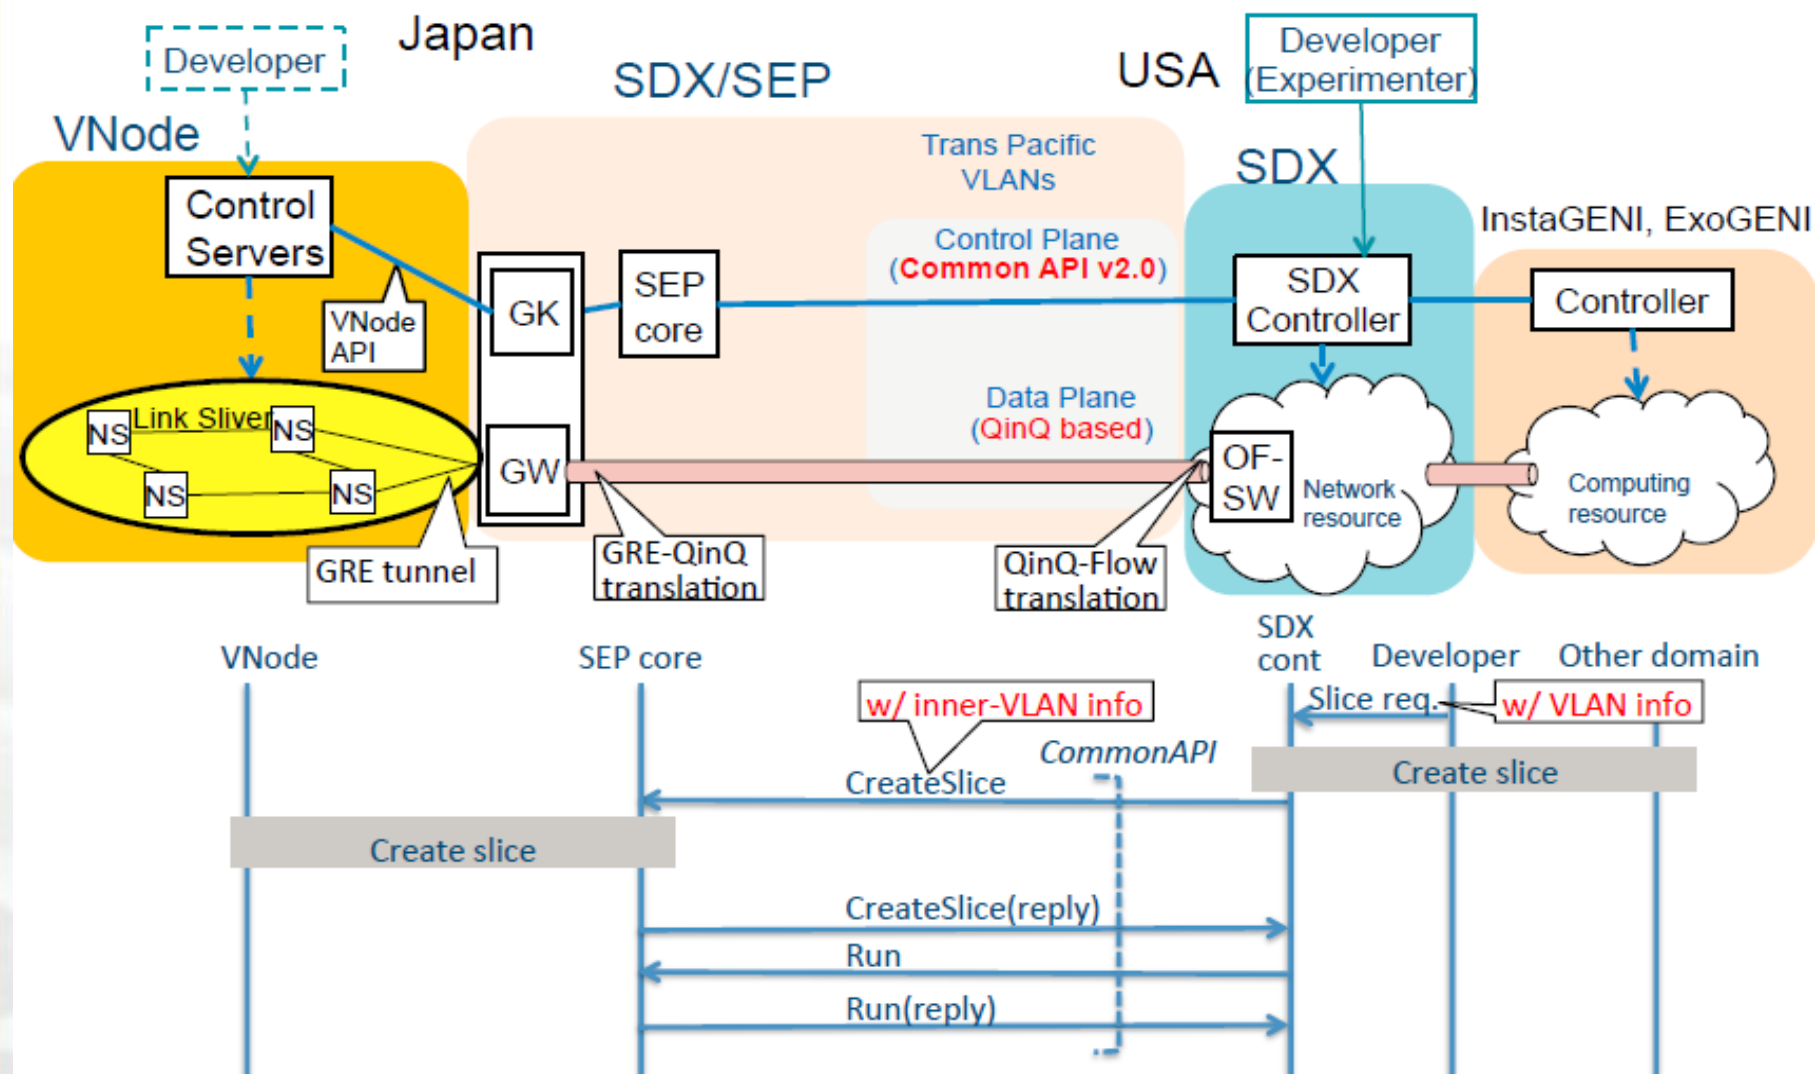 Japan
Developer
SDX/SEP
USA
Developer
(Experimenter)
VNode
Trans Pacific
VLANs
SDX
Control
Servers
InstaGENI, ExoGENI
Control Plane
(Common API v2.0)
SEP
core
GK
SDX
Controller
Controller
VNode
API
Data Plane
(QinQ based)
Link Sliver
NS
NS
NS
NS
GW
OF-
SW
Network
resource
Computing
resource
GRE tunnel
GRE-QinQ
translation
QinQ-Flow
translation
VNode
SEP core
SDX
cont
Developer
Other domain
w/ inner-VLAN info
Slice req.
w/ VLAN info
CommonAPI
CreateSlice
Create slice
Create slice
CreateSlice(reply)
Run
Run(reply)